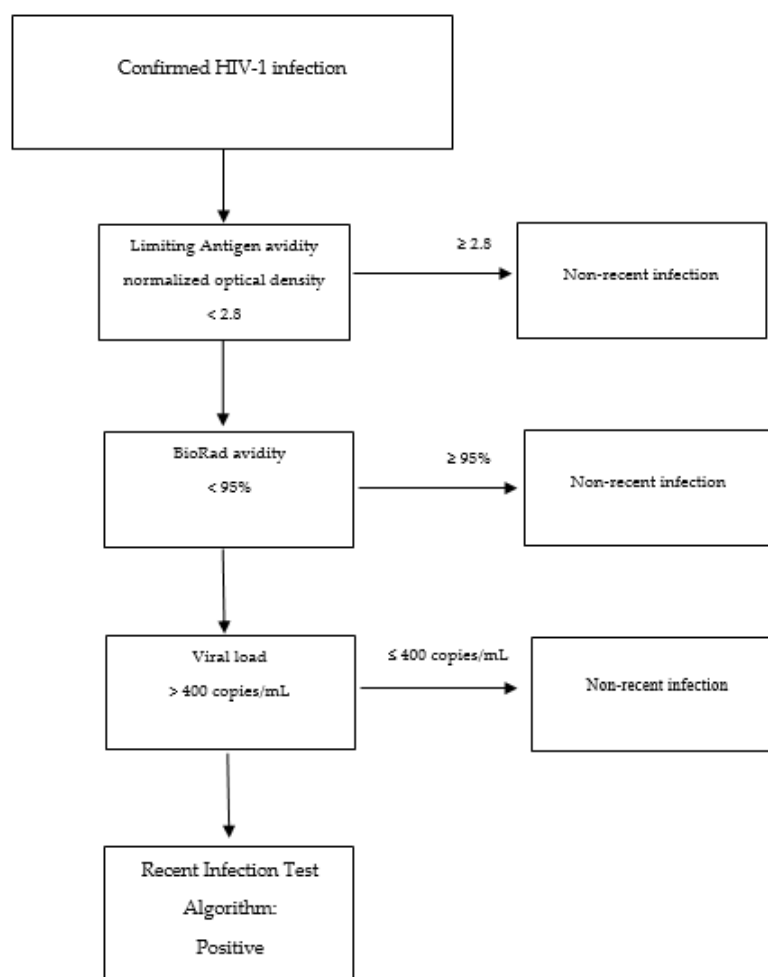 Confirmed HIV-1 infection
Limiting Antigen avidity
normalized optical density
< 2.8
≥ 2.8
Non-recent infection
BioRad avidity
< 95%
≥ 95%
Non-recent infection
Viral load
> 400 copies/mL
≤ 400 copies/mL
Non-recent infection
Recent Infection Test
Algorithm:
Positive